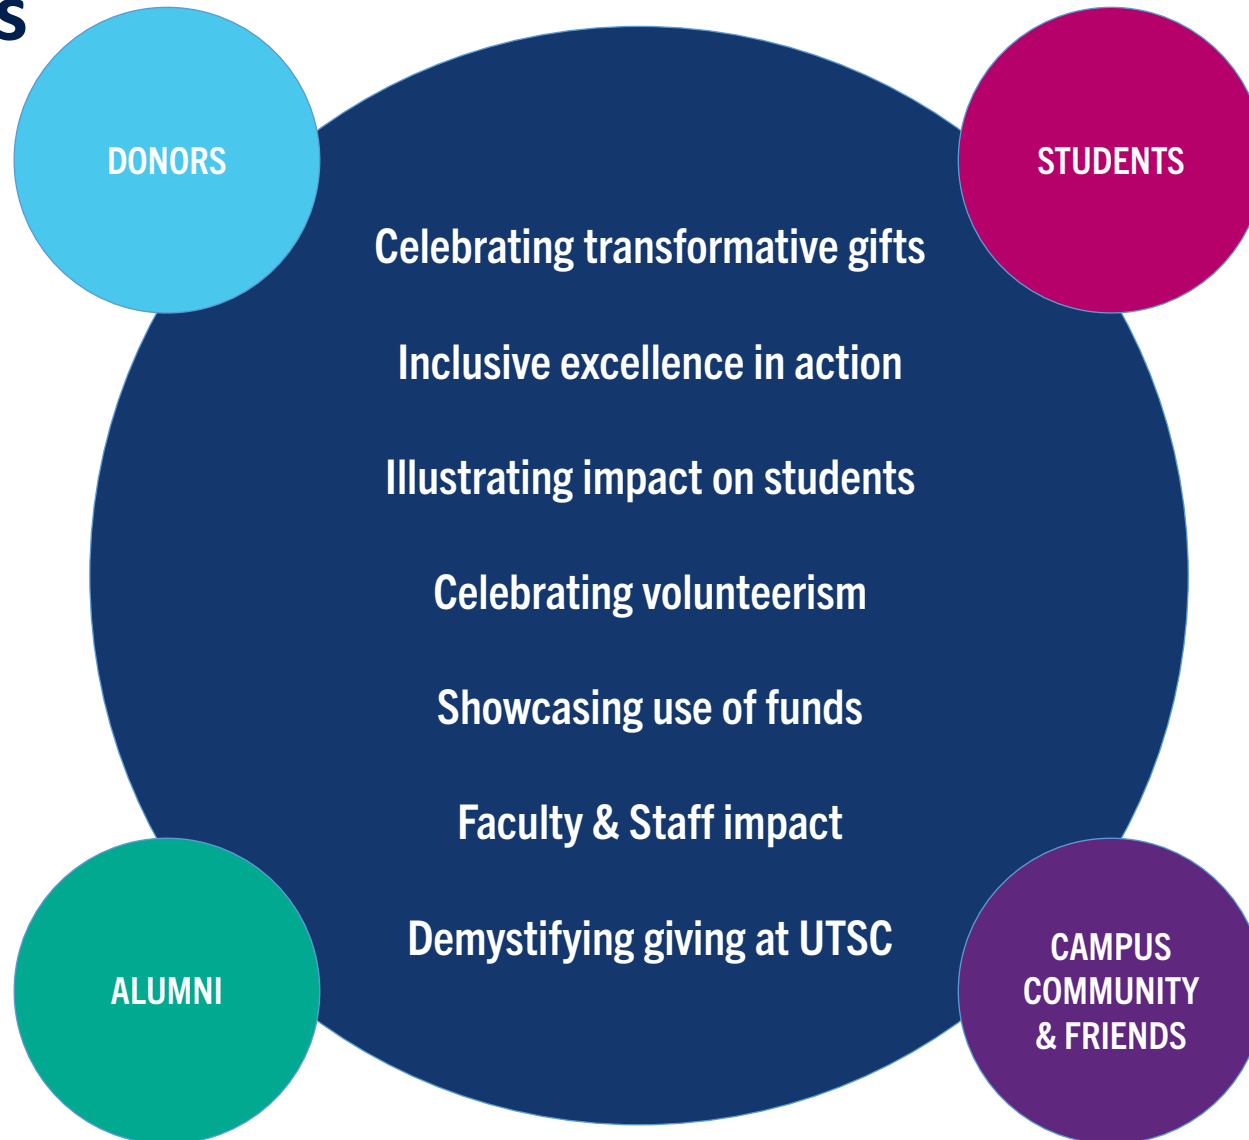 s
DONORS
STUDENTS
Celebrating transformative gifts
Inclusive excellence in action
Illustrating impact on students
Celebrating volunteerism
Showcasing use of funds
Faculty & Staff impact
Demystifying giving at UTSC
ALUMNI
CAMPUS
COMMUNITY
& FRIENDS